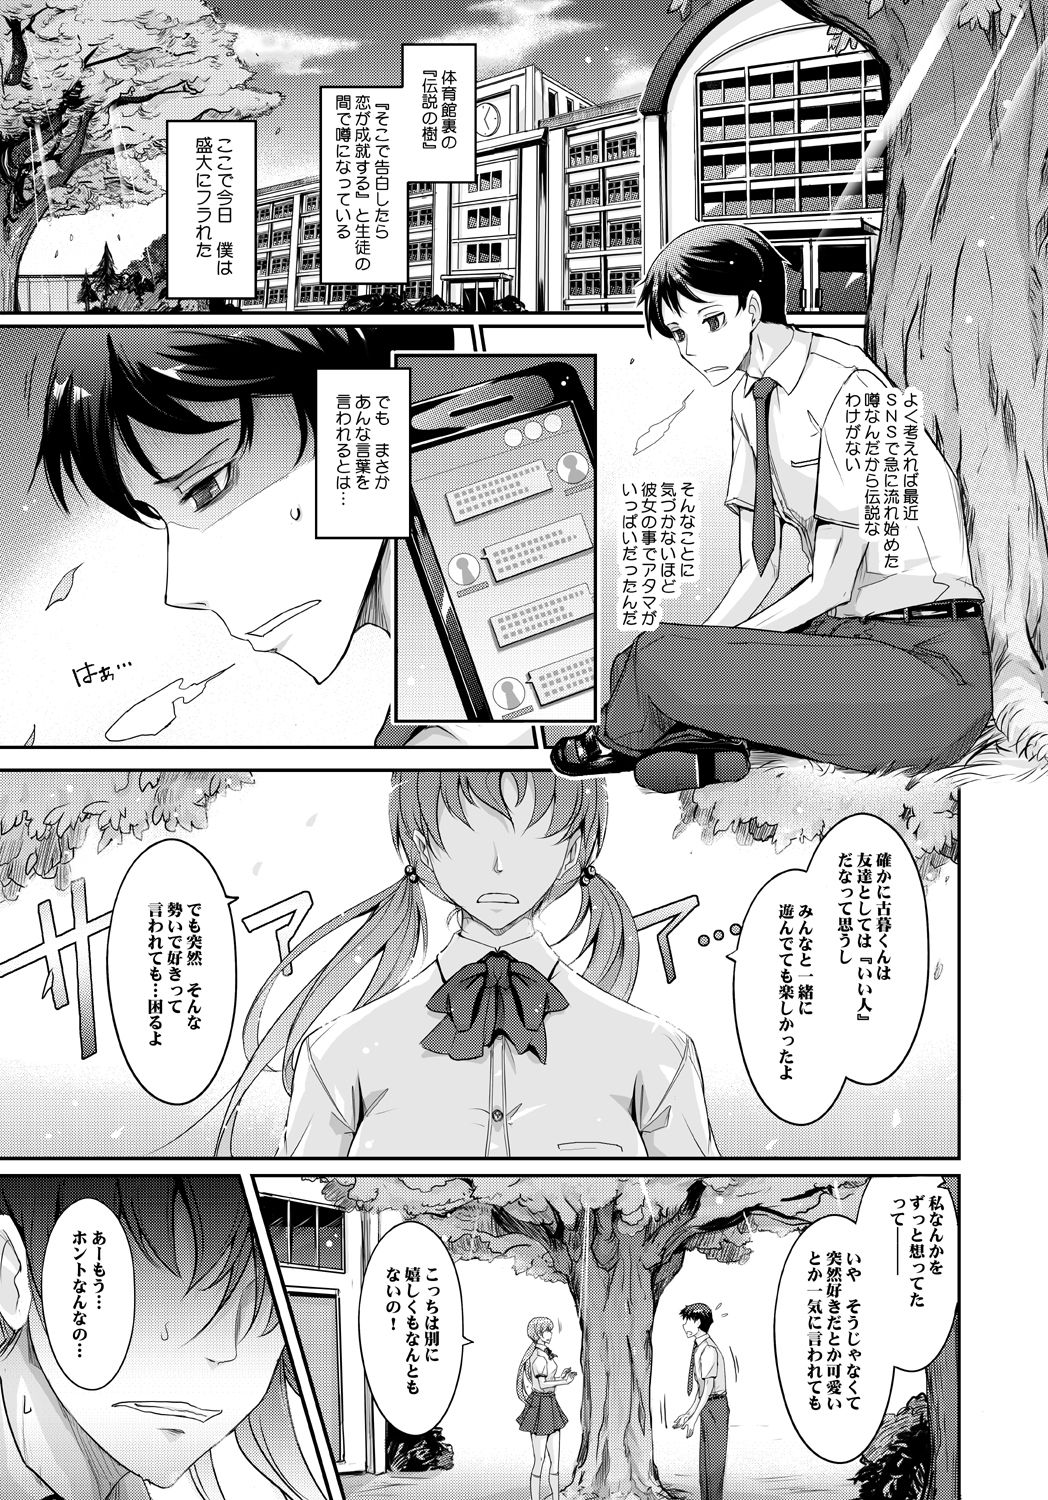 体育館裏の
『伝説の樹』
『そこで告白したら
恋が成就する』と生徒の
間で噂になっている
ここで今日　僕は
盛大にフラれた
よく考えれば最近
ＳＮＳで急に流れ始めた
噂なんだから伝説な
わけがない
そんなことに
気づかないほど
彼女の事でアタマが
いっぱいだったんだ
でも　まさか
あんな言葉を
言われるとは…
はぁ…
確かに古暮くんは
友達としては『いい人』
だなって思うし
みんなと一緒に
遊んでても楽しかったよ
ザァァァ…
でも突然　そんな
勢いで好きって
言われても…困るよ
私なんかを
ずっと想ってた
って――
いや　そうじゃなくて
突然好きだとか可愛い
とか一気に言われても
こっちは別に
嬉しくもなんとも
ないの！
あーもう…
ホントなんなの…